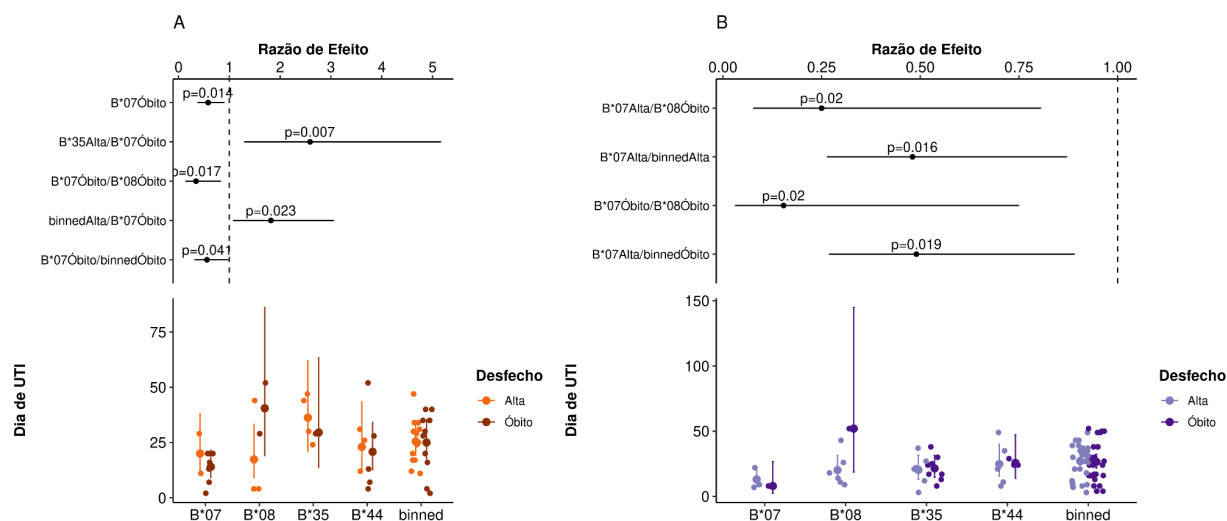 A
Razão de Efeito
0 1 2 3 4 5
B*07Óbito
p=0.014
B*35Alta/B*07Óbito
p=0.007
B*07Óbito/B*08Óbito
p=0.017
binnedAlta/B*07Óbito
p=0.023
B*07Óbito/binnedÓbito
p=0.041
Dia de UTI
75
50
25
0
B*07 B*08 B*35 B*44 binned
Desfecho
Alta
Óbito
B
Razão de Efeito
0.00 0.25 0.50 0.75 1.00
B*07Alta/B*08Óbito
p=0.02
B*07Alta/binnedAlta
p=0.016
B*07Óbito/B*08Óbito
p=0.02
B*07Alta/binnedÓbito
p=0.019
Dia de UTI
150
100
50
0
B*07 B*08 B*35 B*44 binned
Desfecho
Alta
Óbito